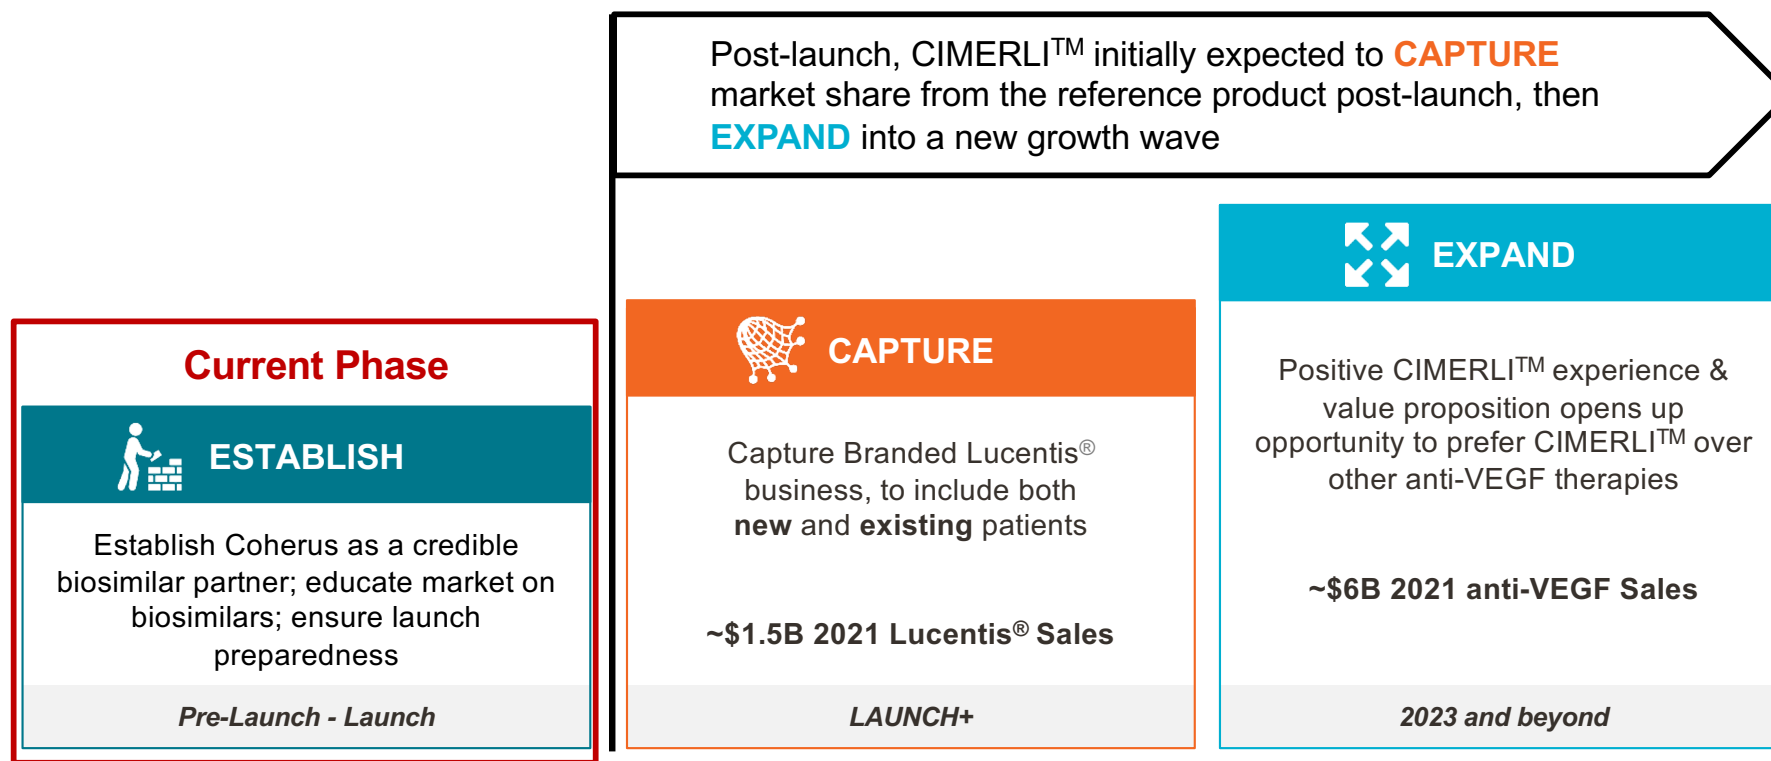 Post-launch, CIMERLI™ initially expected to CAPTURE
market share from the reference product post-launch, then
EXPAND into a new growth wave
Current Phase
ESTABLISH
Establish Coherus as a credible
biosimilar partner; educate market on
biosimilars; ensure launch
preparedness
Pre-Launch - Launch
CAPTURE
Capture Branded Lucentis®
business, to include both
new and existing patients
~$1.5B 2021 Lucentis® Sales
LAUNCH+
EXPAND
Positive CIMERLI™ experience &
value proposition opens up
opportunity to prefer CIMERLI™ over
other anti-VEGF therapies
~$6B 2021 anti-VEGF Sales
2023 and beyond